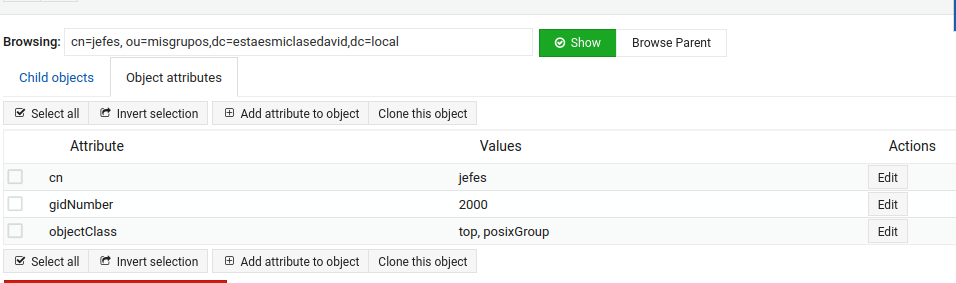 Browsing: cn=jefes, ou=misgrupos,dc=estaesmiclasedavid,dc=local Show Browse Parent
Child objects Object attributes
Select all Invert selection Add attribute to object Clone this object
Attribute Values Actions
cn jefes Edit
gidNumber 2000 Edit
objectClass top, posixGroup Edit
Select all Invert selection Add attribute to object Clone this object